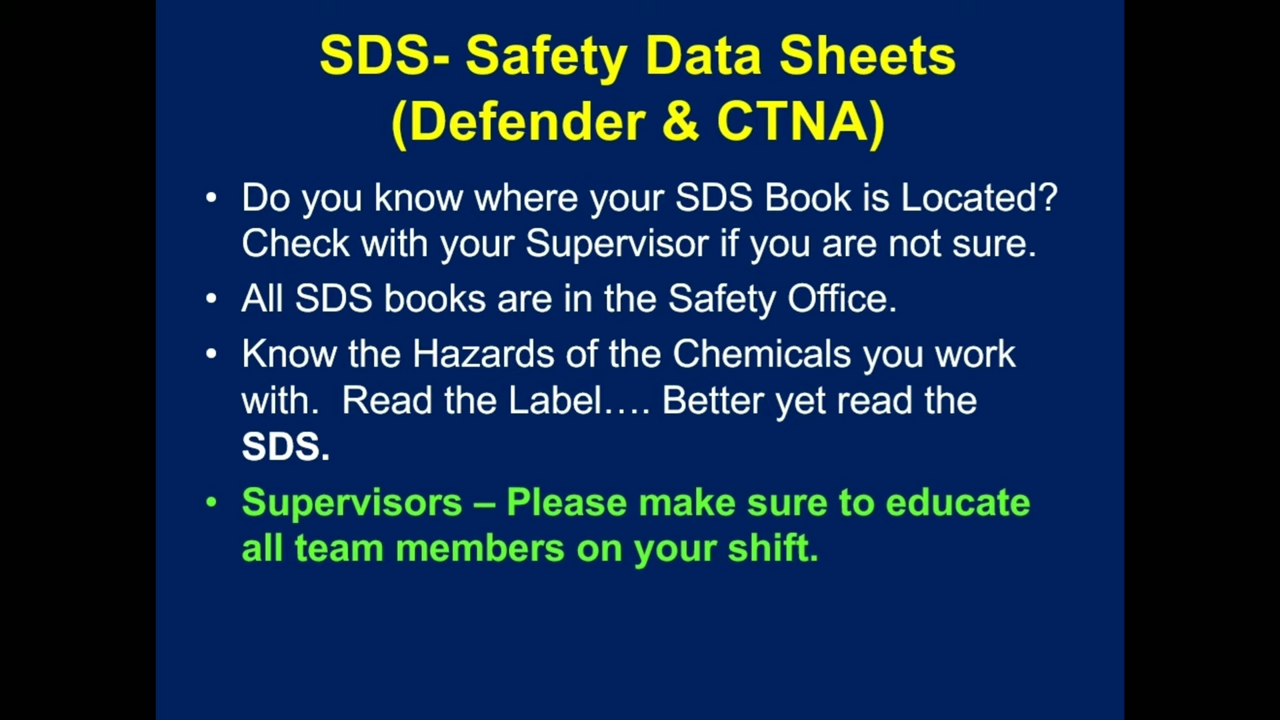 SDS- Safety Data Sheets
(Defender & CTNA)
• Do you know where your SDS Book is Located?
Check with your Supervisor if you are not sure.
• All SDS books are in the Safety Office.
• Know the Hazards of the Chemicals you work
with.  Read the Label…. Better yet read the
SDS.
• Supervisors – Please make sure to educate
all team members on your shift.